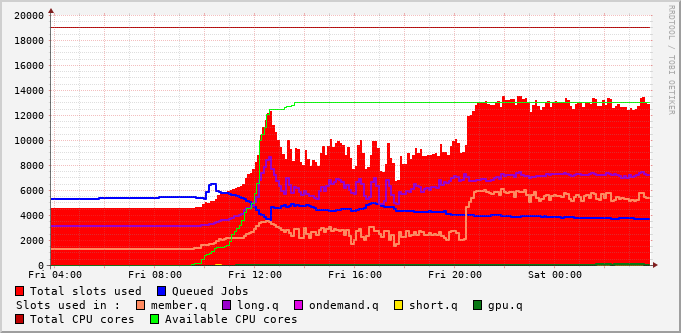 RRDTOOL / TOBI OETIKER
20000
18000
16000
14000
12000
10000
8000
6000
4000
2000
0
Fri 04:00 Fri 08:00 Fri 12:00 Fri 16:00 Fri 20:00 Sat 00:00
Total slots used Queued Jobs
Slots used in : member.q long.q ondemand.q short.q gpu.q
Total CPU cores Available CPU cores